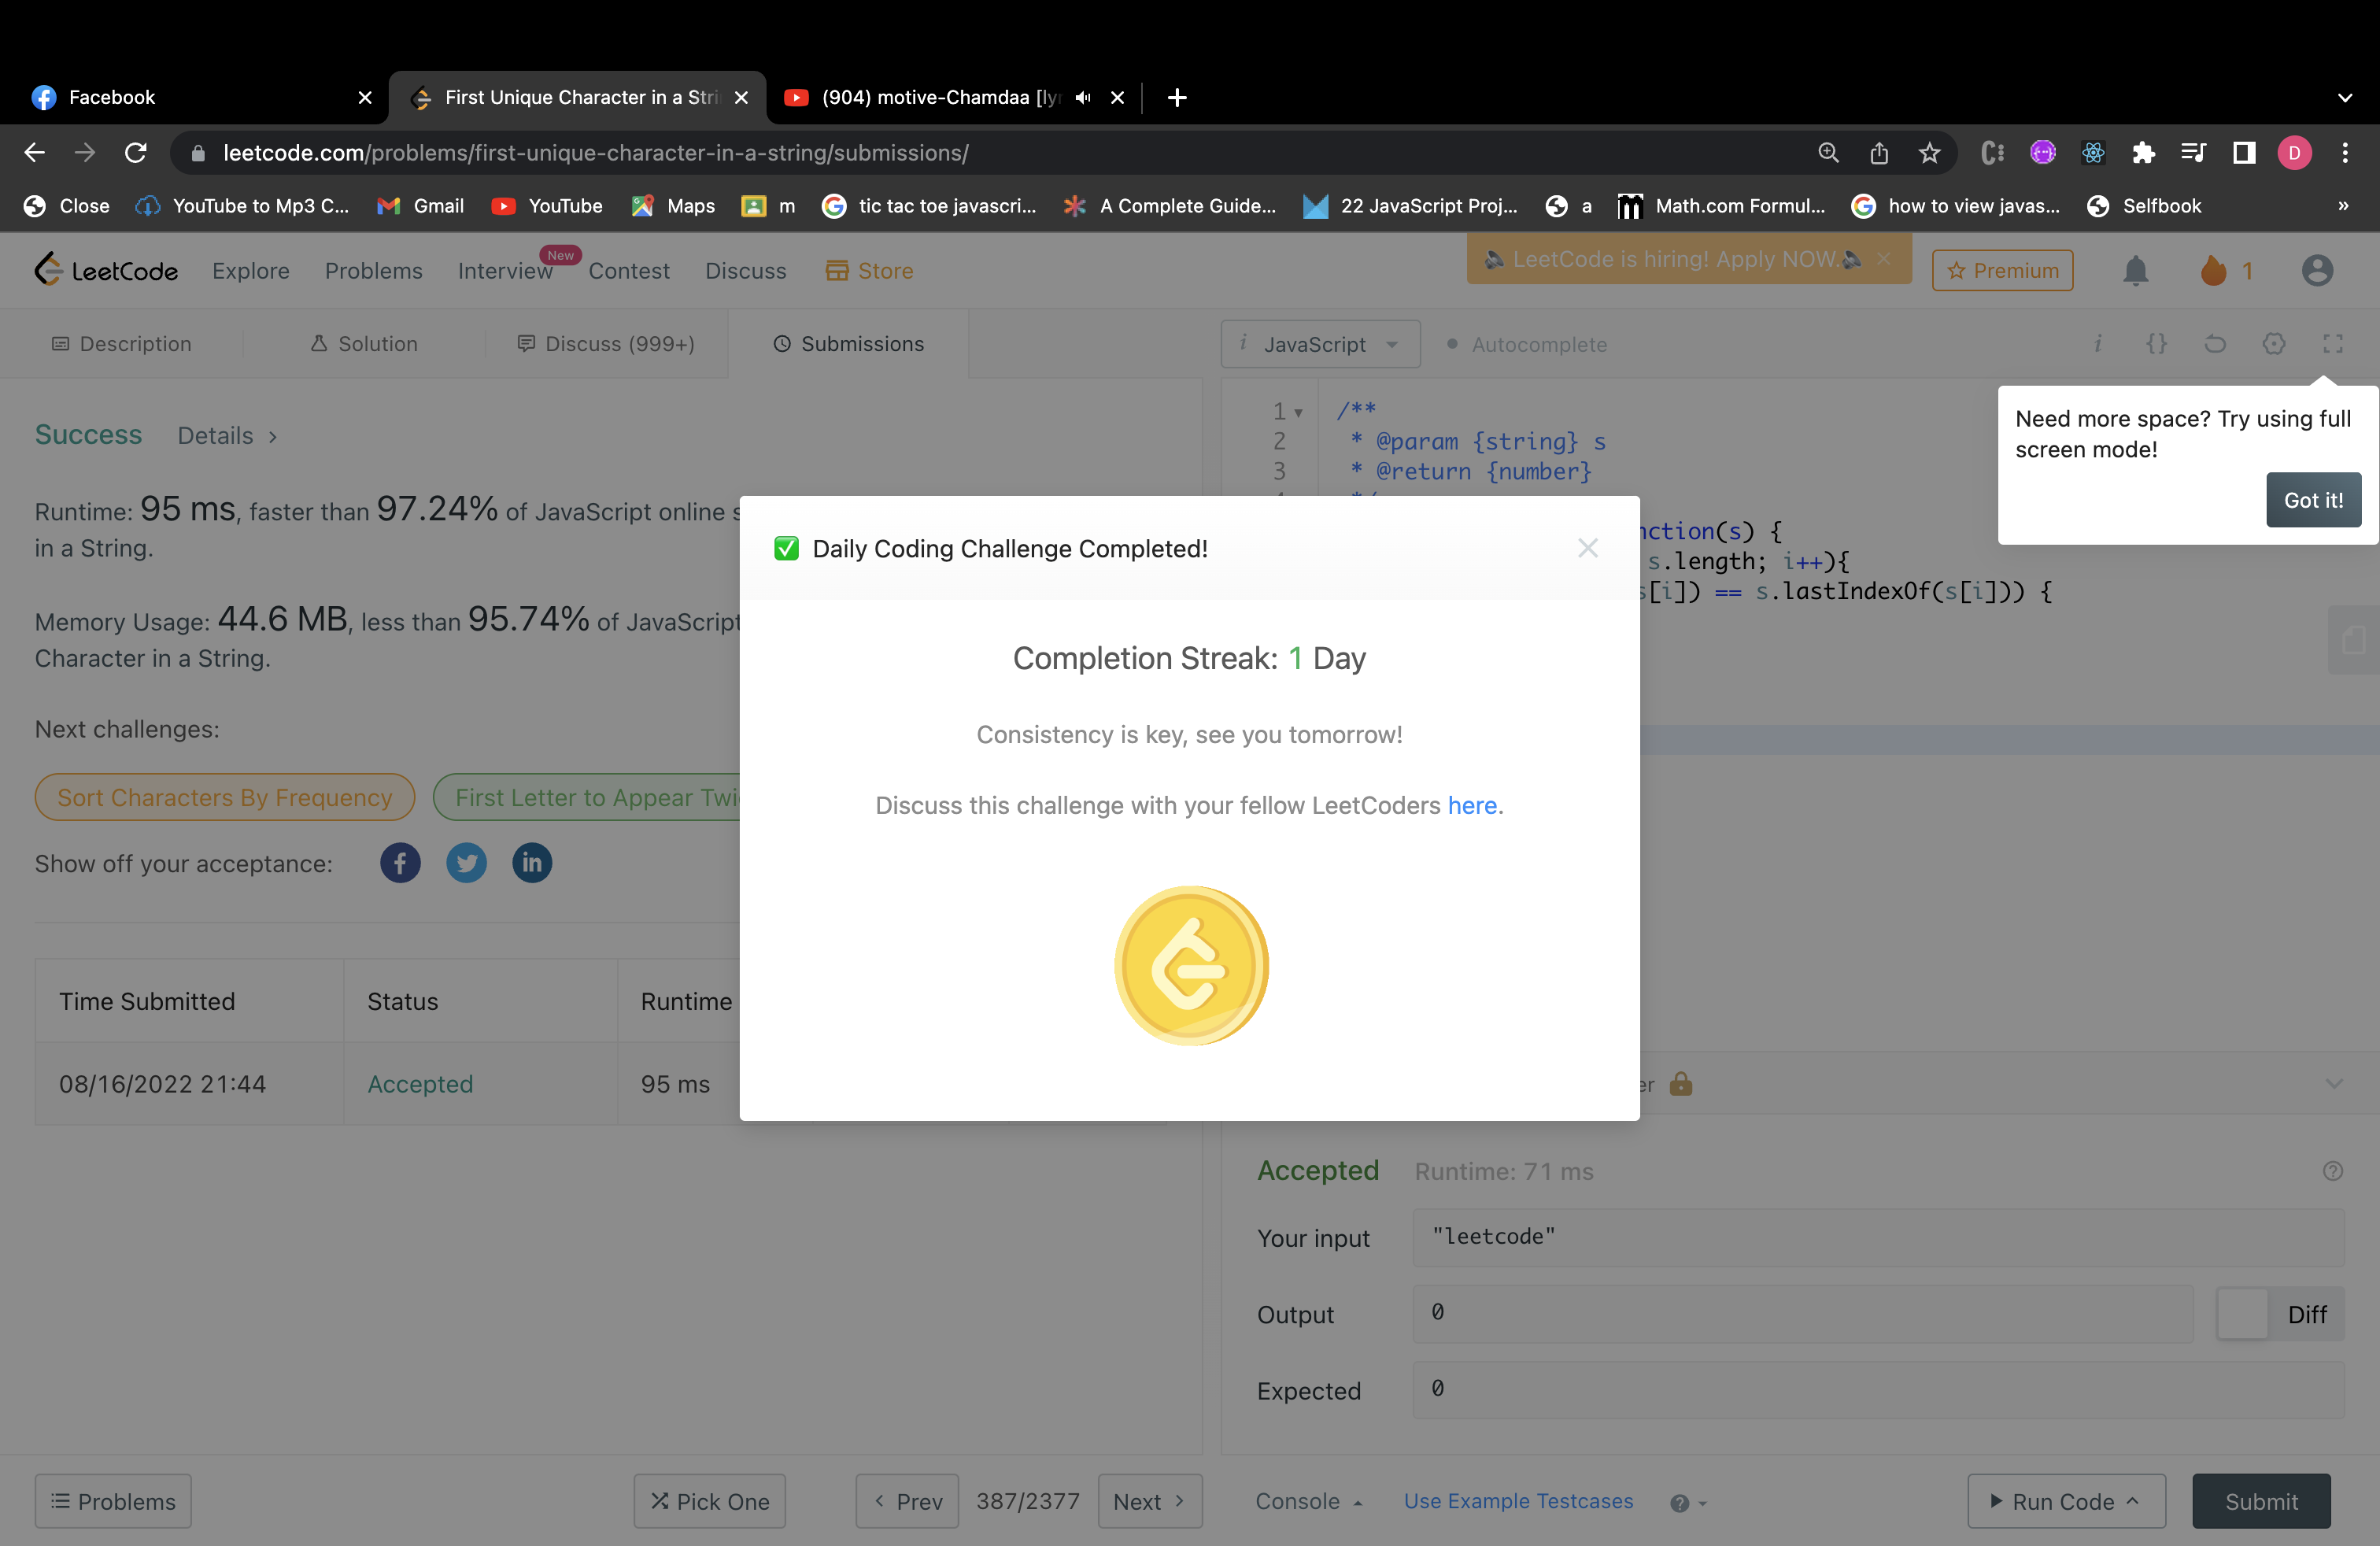 Facebook
First Unique Character in a Stri
(904) motive-Chamdaa [lyr
leetcode.com/problems/first-unique-character-in-a-string/submissions/
D
Close YouTube to Mp3 C... Gmail YouTube Maps m tic tac toe javascri... A Complete Guide... 22 JavaScript Proj... a Math.com Formul... how to view javas... Selfbook »
LeetCode Explore Problems Interview New Contest Discuss Store
LeetCode is hiring! Apply NOW.
Premium
1
Description Solution Discuss (999+) Submissions
i JavaScript Autocomplete
Need more space? Try using full
screen mode!
Got it!
Success Details >
Runtime: 95 ms, faster than 97.24% of JavaScript online s
in a String.
Memory Usage: 44.6 MB, less than 95.74% of JavaScript
Character in a String.
Next challenges:
Sort Characters By Frequency
First Letter to Appear Twi
Show off your acceptance:
Time Submitted Status Runtime
08/16/2022 21:44 Accepted 95 ms
1 /**
2 * @param {string} s
3 * @return {number}
nction(s) {
s.length; i++){
s[i]) == s.lastIndexOf(s[i])) {
Daily Coding Challenge Completed!
Completion Streak: 1 Day
Consistency is key, see you tomorrow!
Discuss this challenge with your fellow LeetCoders here.
er
Accepted Runtime: 71 ms
Your input "leetcode"
Output 0
Diff
Expected 0
Problems
Pick One
Prev 387/2377 Next
Console
Use Example Testcases
Run Code
Submit